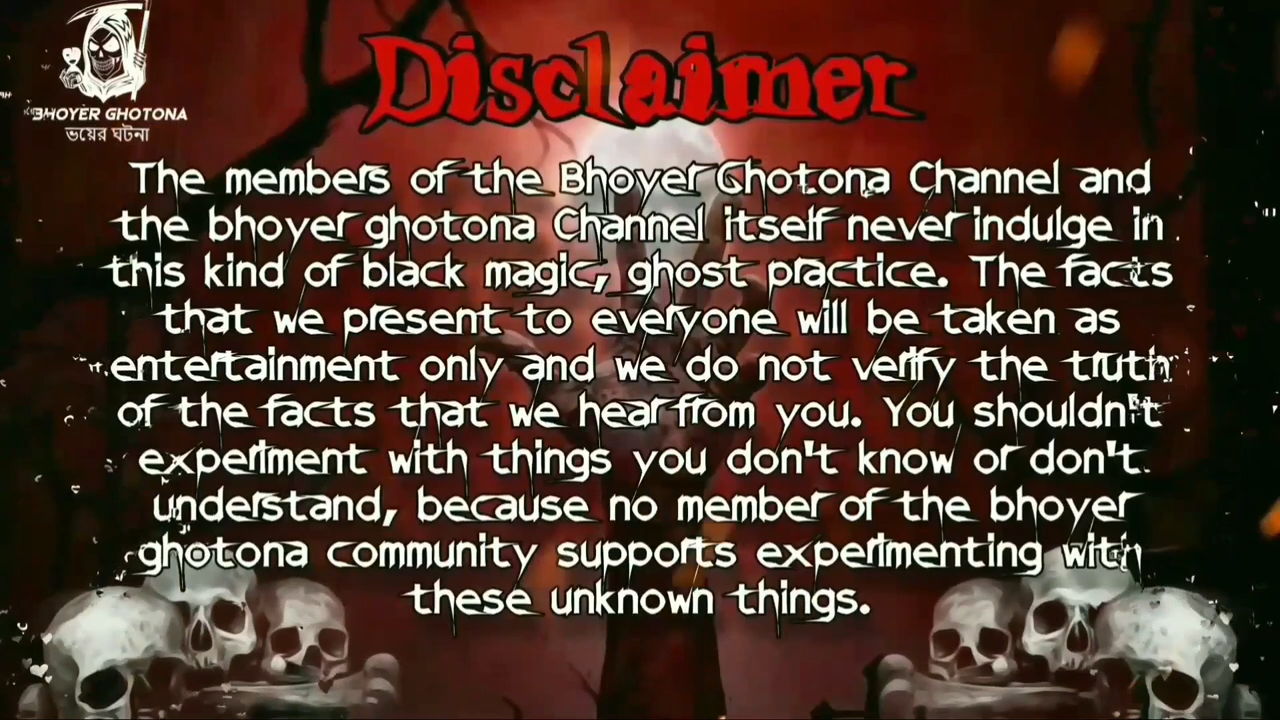 BHOYER GHOTONA
ভয়ের ঘটনা
Disclaimer
The members of the Bhoyer Ghotona Channel and
the bhoyer ghotona Channel itself never indulge in
this kind of black magic, ghost practice. The facts
that we present to everyone will be taken as
entertainment only and we do not verify the truth
of the facts that we hear from you. You shouldn't
experiment with things you don't know or don't
understand, because no member of the bhoyer
ghotona community supports experimenting with
these unknown things.